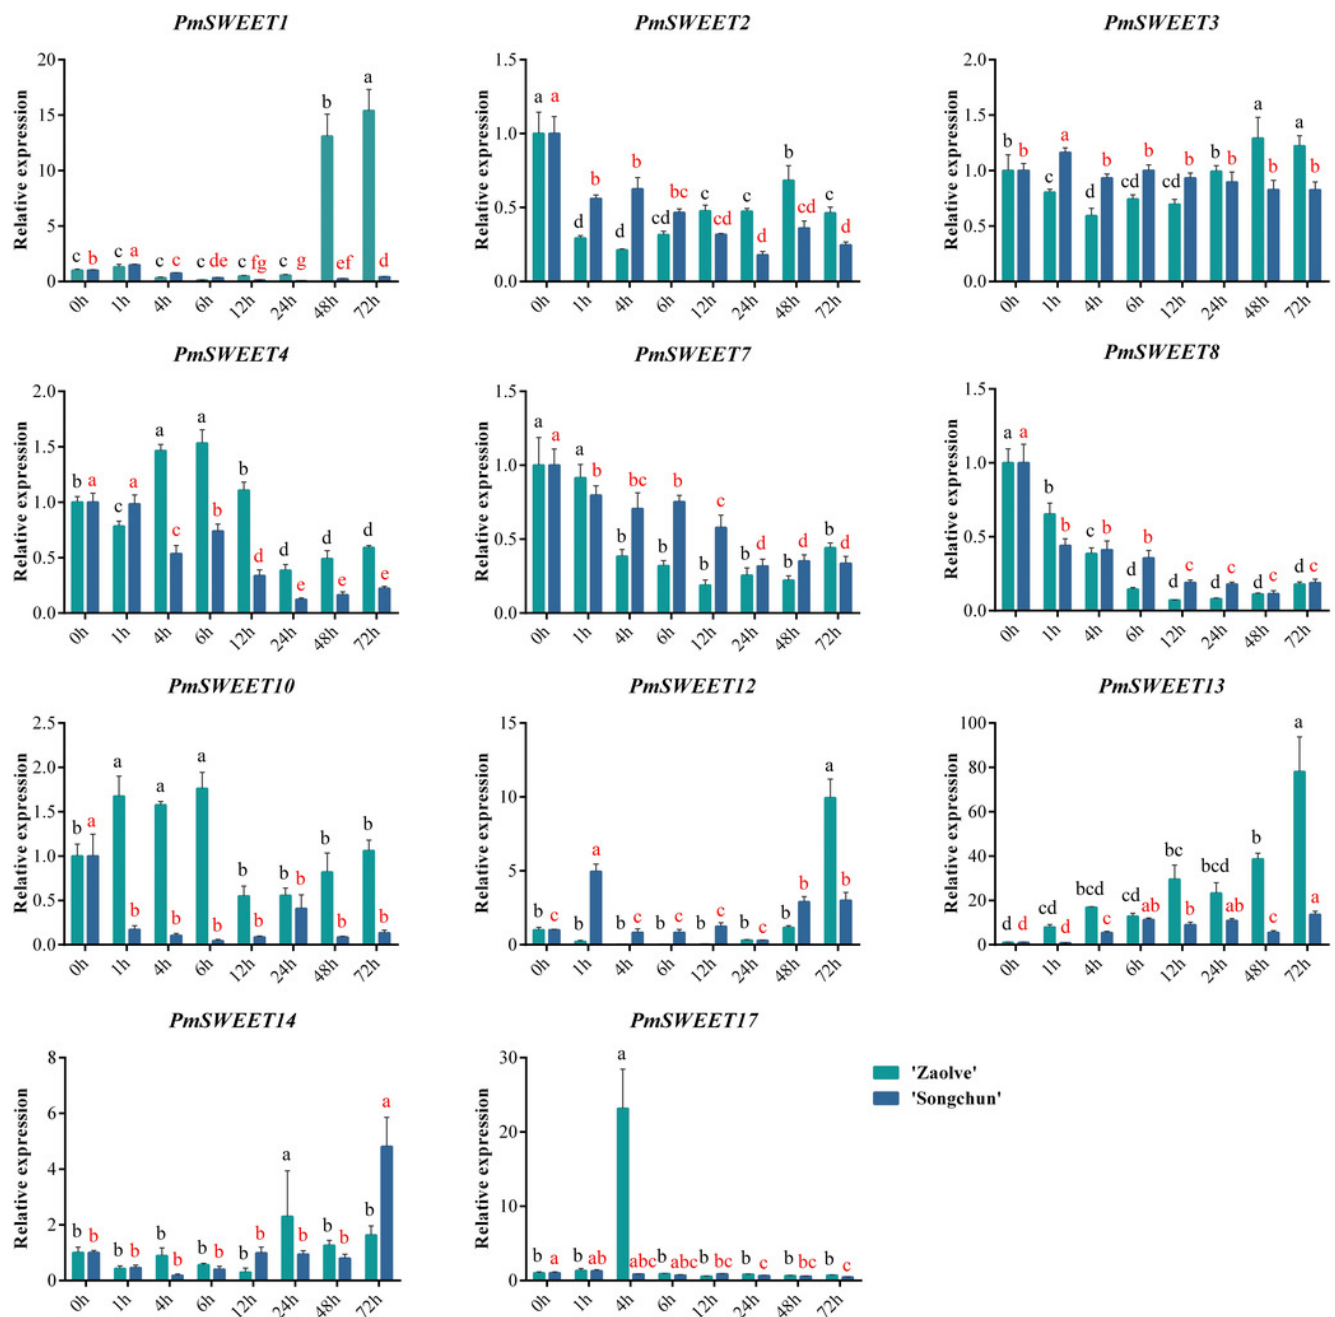 PmSWEET1
Relative expression
20
15
10
5
0
c b c a c c c de c fg c g b ef a d
0h 1h 4h 6h 12h 24h 48h 72h
PmSWEET2
Relative expression
1.5
1.0
0.5
0.0
a a d b d b cd bc c cd c d b cd c d
0h 1h 4h 6h 12h 24h 48h 72h
PmSWEET3
Relative expression
2.0
1.5
1.0
0.5
0.0
b b c a d b cd b cd b b b a b a b
0h 1h 4h 6h 12h 24h 48h 72h
PmSWEET4
Relative expression
2.0
1.5
1.0
0.5
0.0
b a c a a c a b b d d e d e d e
0h 1h 4h 6h 12h 24h 48h 72h
PmSWEET7
Relative expression
1.5
1.0
0.5
0.0
a a a b b bc b b b c b d b d b d
0h 1h 4h 6h 12h 24h 48h 72h
PmSWEET8
Relative expression
1.5
1.0
0.5
0.0
a a b b c b d b d c d c d c d c
0h 1h 4h 6h 12h 24h 48h 72h
PmSWEET10
Relative expression
2.5
2.0
1.5
1.0
0.5
0.0
b a a b a b a b b b b b b b b b
0h 1h 4h 6h 12h 24h 48h 72h
PmSWEET12
Relative expression
15
10
5
0
b c b a b c b c b c b c b b a b
0h 1h 4h 6h 12h 24h 48h 72h
PmSWEET13
Relative expression
100
80
60
40
20
0
d d cd d bcd c cd ab bc b bcd ab b c a a
0h 1h 4h 6h 12h 24h 48h 72h
PmSWEET14
Relative expression
8
6
4
2
0
b b b b b b b b b b a b b b b a
0h 1h 4h 6h 12h 24h 48h 72h
PmSWEET17
Relative expression
30
20
10
0
b a b ab a abc b abc b bc b c b bc b c
0h 1h 4h 6h 12h 24h 48h 72h
'Zaolve'
'Songchun'